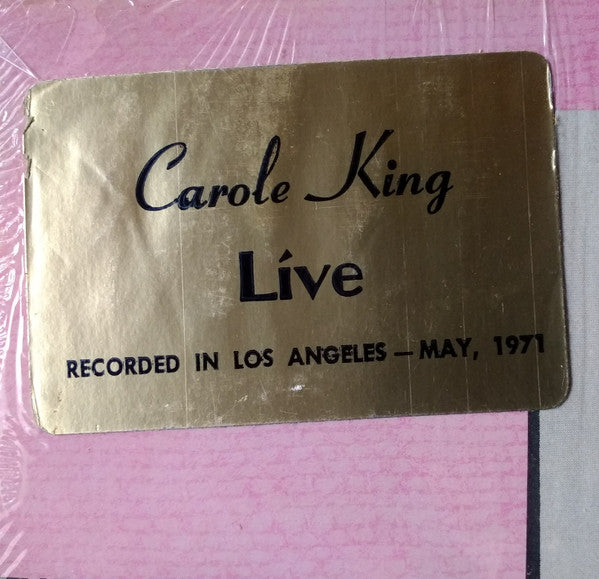 Carole King
Live
RECORDED IN LOS ANGELES — MAY, 1971